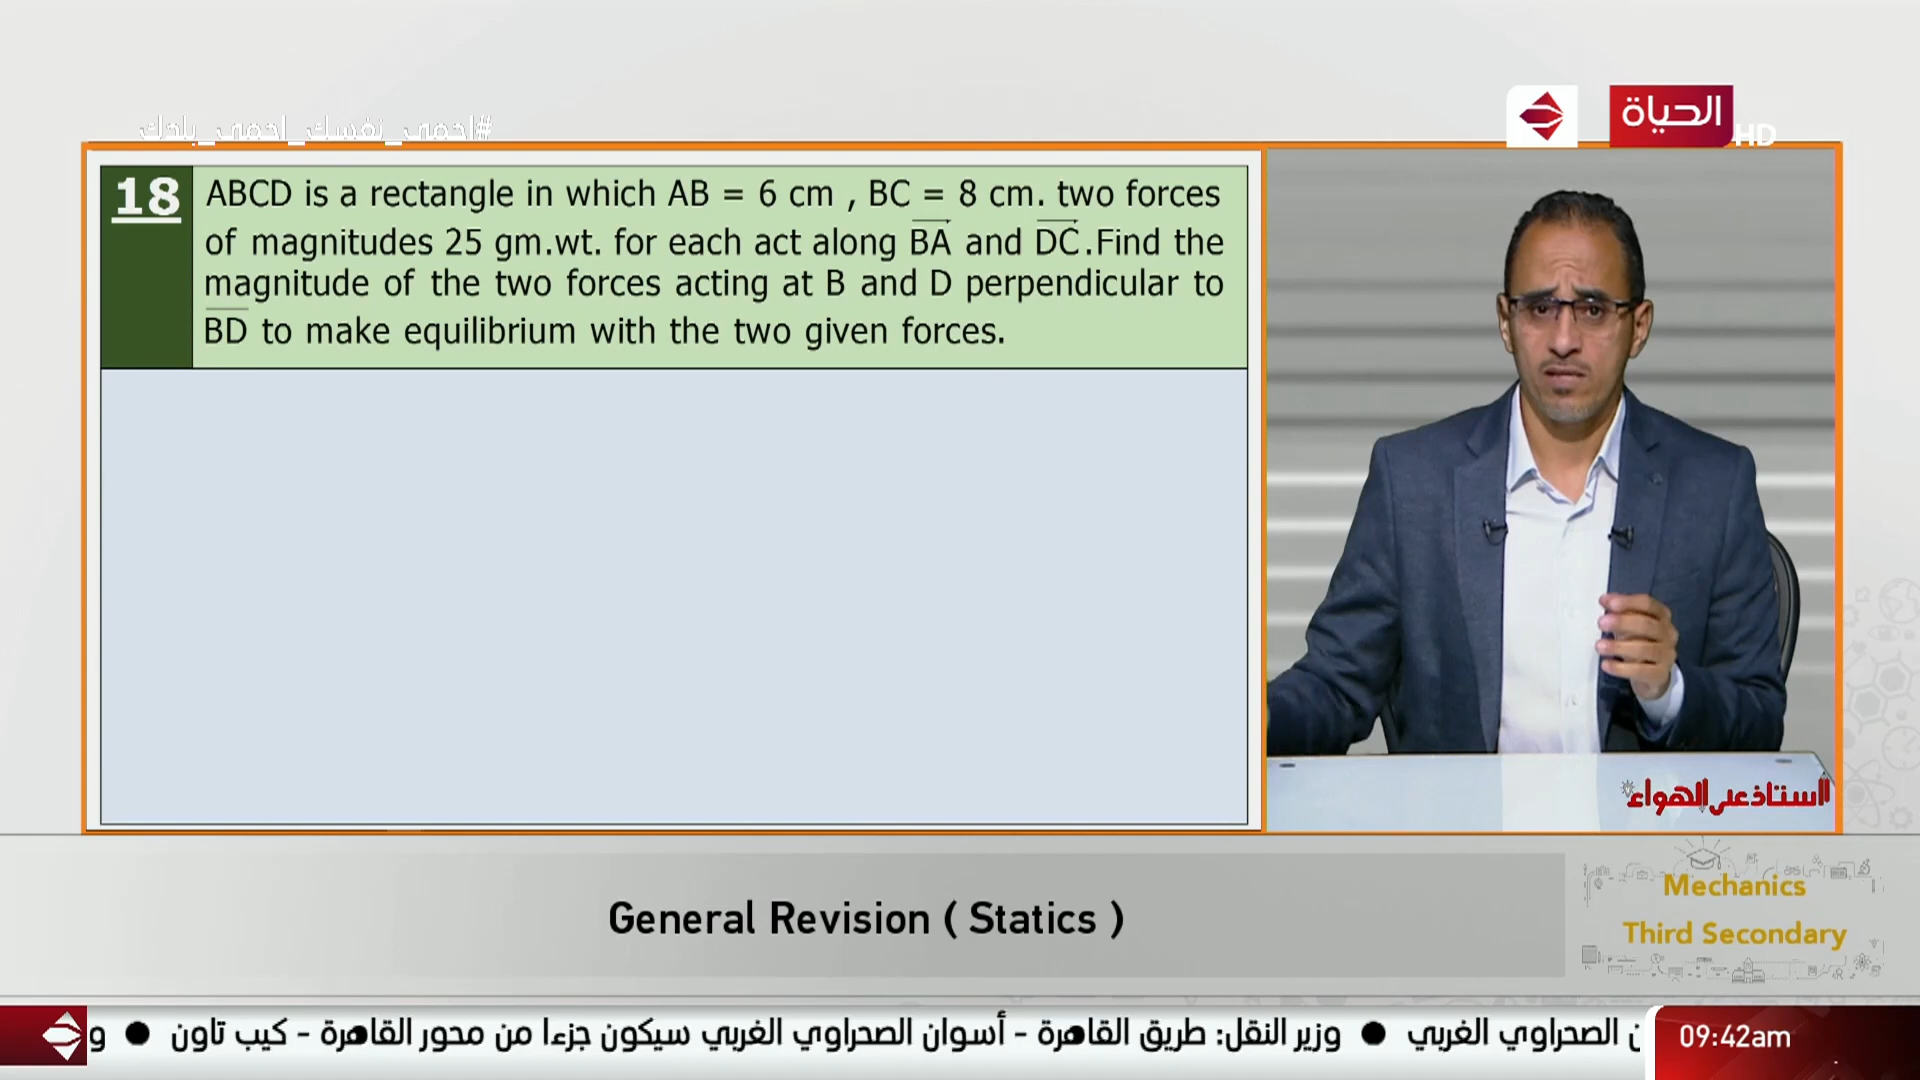 #احمي_نفسك_احمي_بلدك
الحياة
HD
18
ABCD is a rectangle in which AB = 6 cm , BC = 8 cm. two forces
of magnitudes 25 gm.wt. for each act along BA and DC.Find the
magnitude of the two forces acting at B and D perpendicular to
BD to make equilibrium with the two given forces.
أستاذ على الهواء
General Revision ( Statics )
Mechanics
Third Secondary
ن الصحراوي الغربي ● وزير النقل: طريق القاهرة - أسوان الصحراوي الغربي سيكون جزءا من محور القاهرة - كيب تاون ● و
09:42am